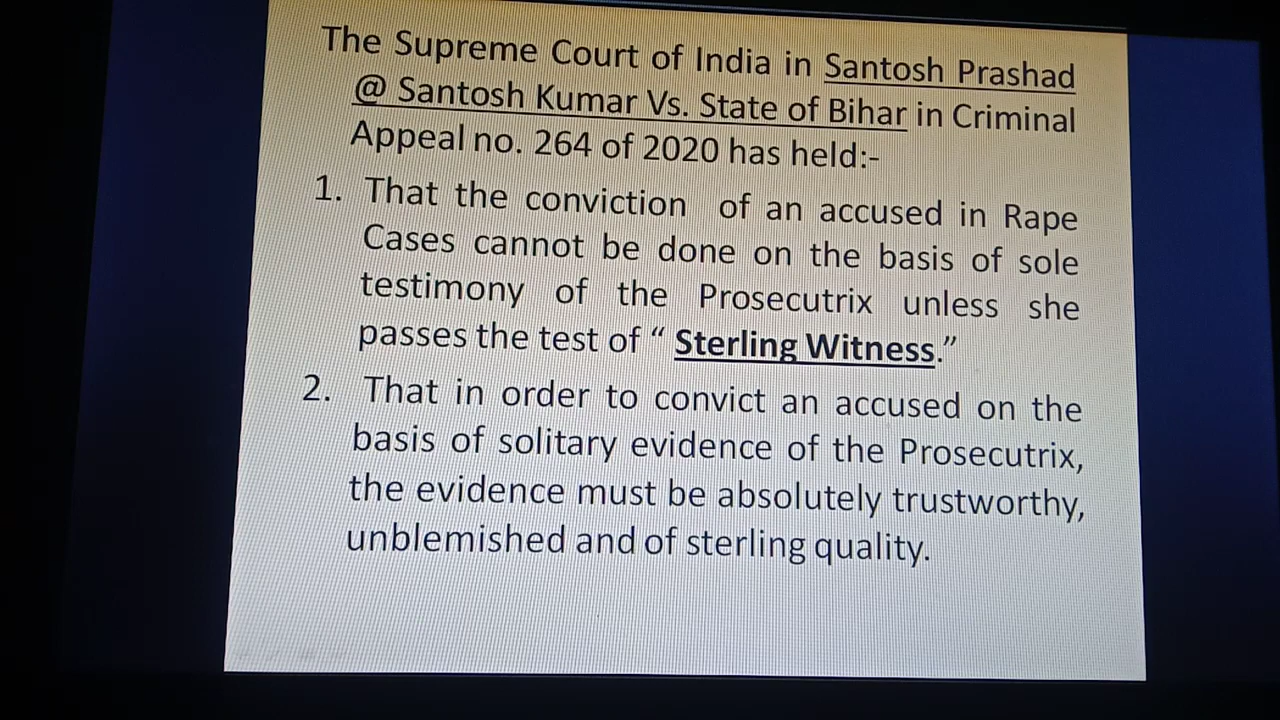 The Supreme Court of India in Santosh Prashad
@ Santosh Kumar Vs. State of Bihar in Criminal
Appeal no. 264 of 2020 has held:-
1. That the conviction of an accused in Rape
Cases cannot be done on the basis of sole
testimony of the Prosecutrix unless she
passes the test of “ Sterling Witness.”
2. That in order to convict an accused on the
basis of solitary evidence of the Prosecutrix,
the evidence must be absolutely trustworthy,
unblemished and of sterling quality.